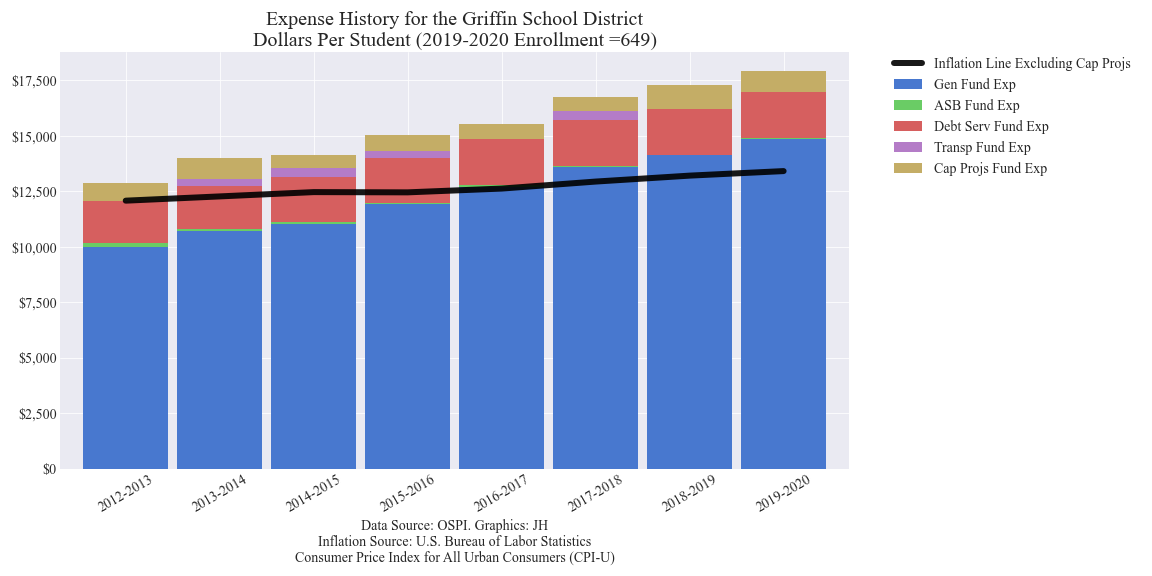 Expense History for the Griffin School District
Dollars Per Student (2019-2020 Enrollment =649)
$17,500
$15,000
$12,500
$10,000
$7,500
$5,000
$2,500
$0
2012-2013
2013-2014
2014-2015
2015-2016
2016-2017
2017-2018
2018-2019
2019-2020
Inflation Line Excluding Cap Projs
Gen Fund Exp
ASB Fund Exp
Debt Serv Fund Exp
Transp Fund Exp
Cap Projs Fund Exp
Data Source: OSPI. Graphics: JH
Inflation Source: U.S. Bureau of Labor Statistics
Consumer Price Index for All Urban Consumers (CPI-U)